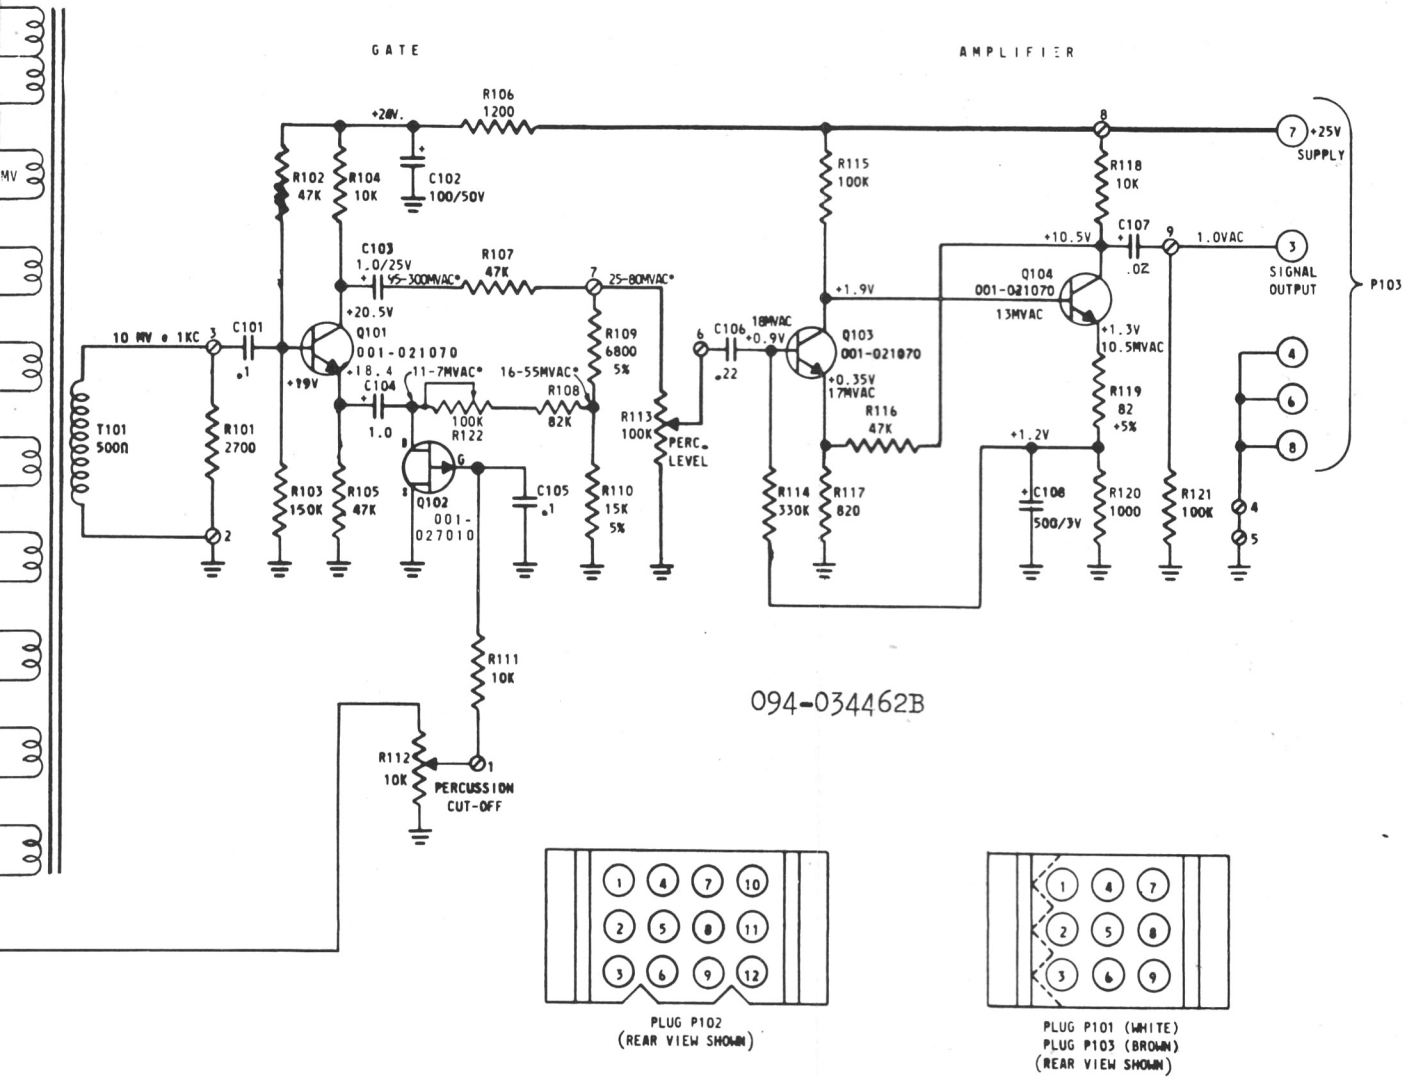 GATE
AMPLIFIER
R106
1200
+20V.
8
7
+25V
SUPPLY
MV
R102
47K
R104
10K
C102
100/50V
R115
100K
R118
10K
C107
.02
+10.5V
9
1.0VAC
3
SIGNAL
OUTPUT
P103
C103
1.0/25V
95-300MVAC*
R107
47K
7
25-80MVAC*
+20.5V
Q101
001-021070
+18.4
10 MV @ 1KC
3
C101
.1
+19V
C104
1.0
11-7MVAC*
100K
R122
16-55MVAC*
R108
82K
R109
6800
5%
6
C106
.22
18MVAC
+0.9V
+1.9V
Q103
001-021070
+0.35V
17MVAC
R116
47K
Q104
001-021070
13MVAC
+1.3V
10.5MVAC
R119
82
+5%
+1.2V
4
6
8
T101
500Ω
R101
2700
2
R103
150K
R105
47K
D
G
S
Q102
001-
027010
C105
.1
R110
15K
5%
R113
100K
PERC.
LEVEL
R114
330K
R117
820
C108
500/3V
R120
1000
R121
100K
4
5
R111
10K
R112
10K
1
PERCUSSION
CUT-OFF
094-034462B
1 4 7 10
2 5 8 11
3 6 9 12
PLUG P102
(REAR VIEW SHOWN)
1 4 7
2 5 8
3 6 9
PLUG P101 (WHITE)
PLUG P103 (BROWN)
(REAR VIEW SHOWN)